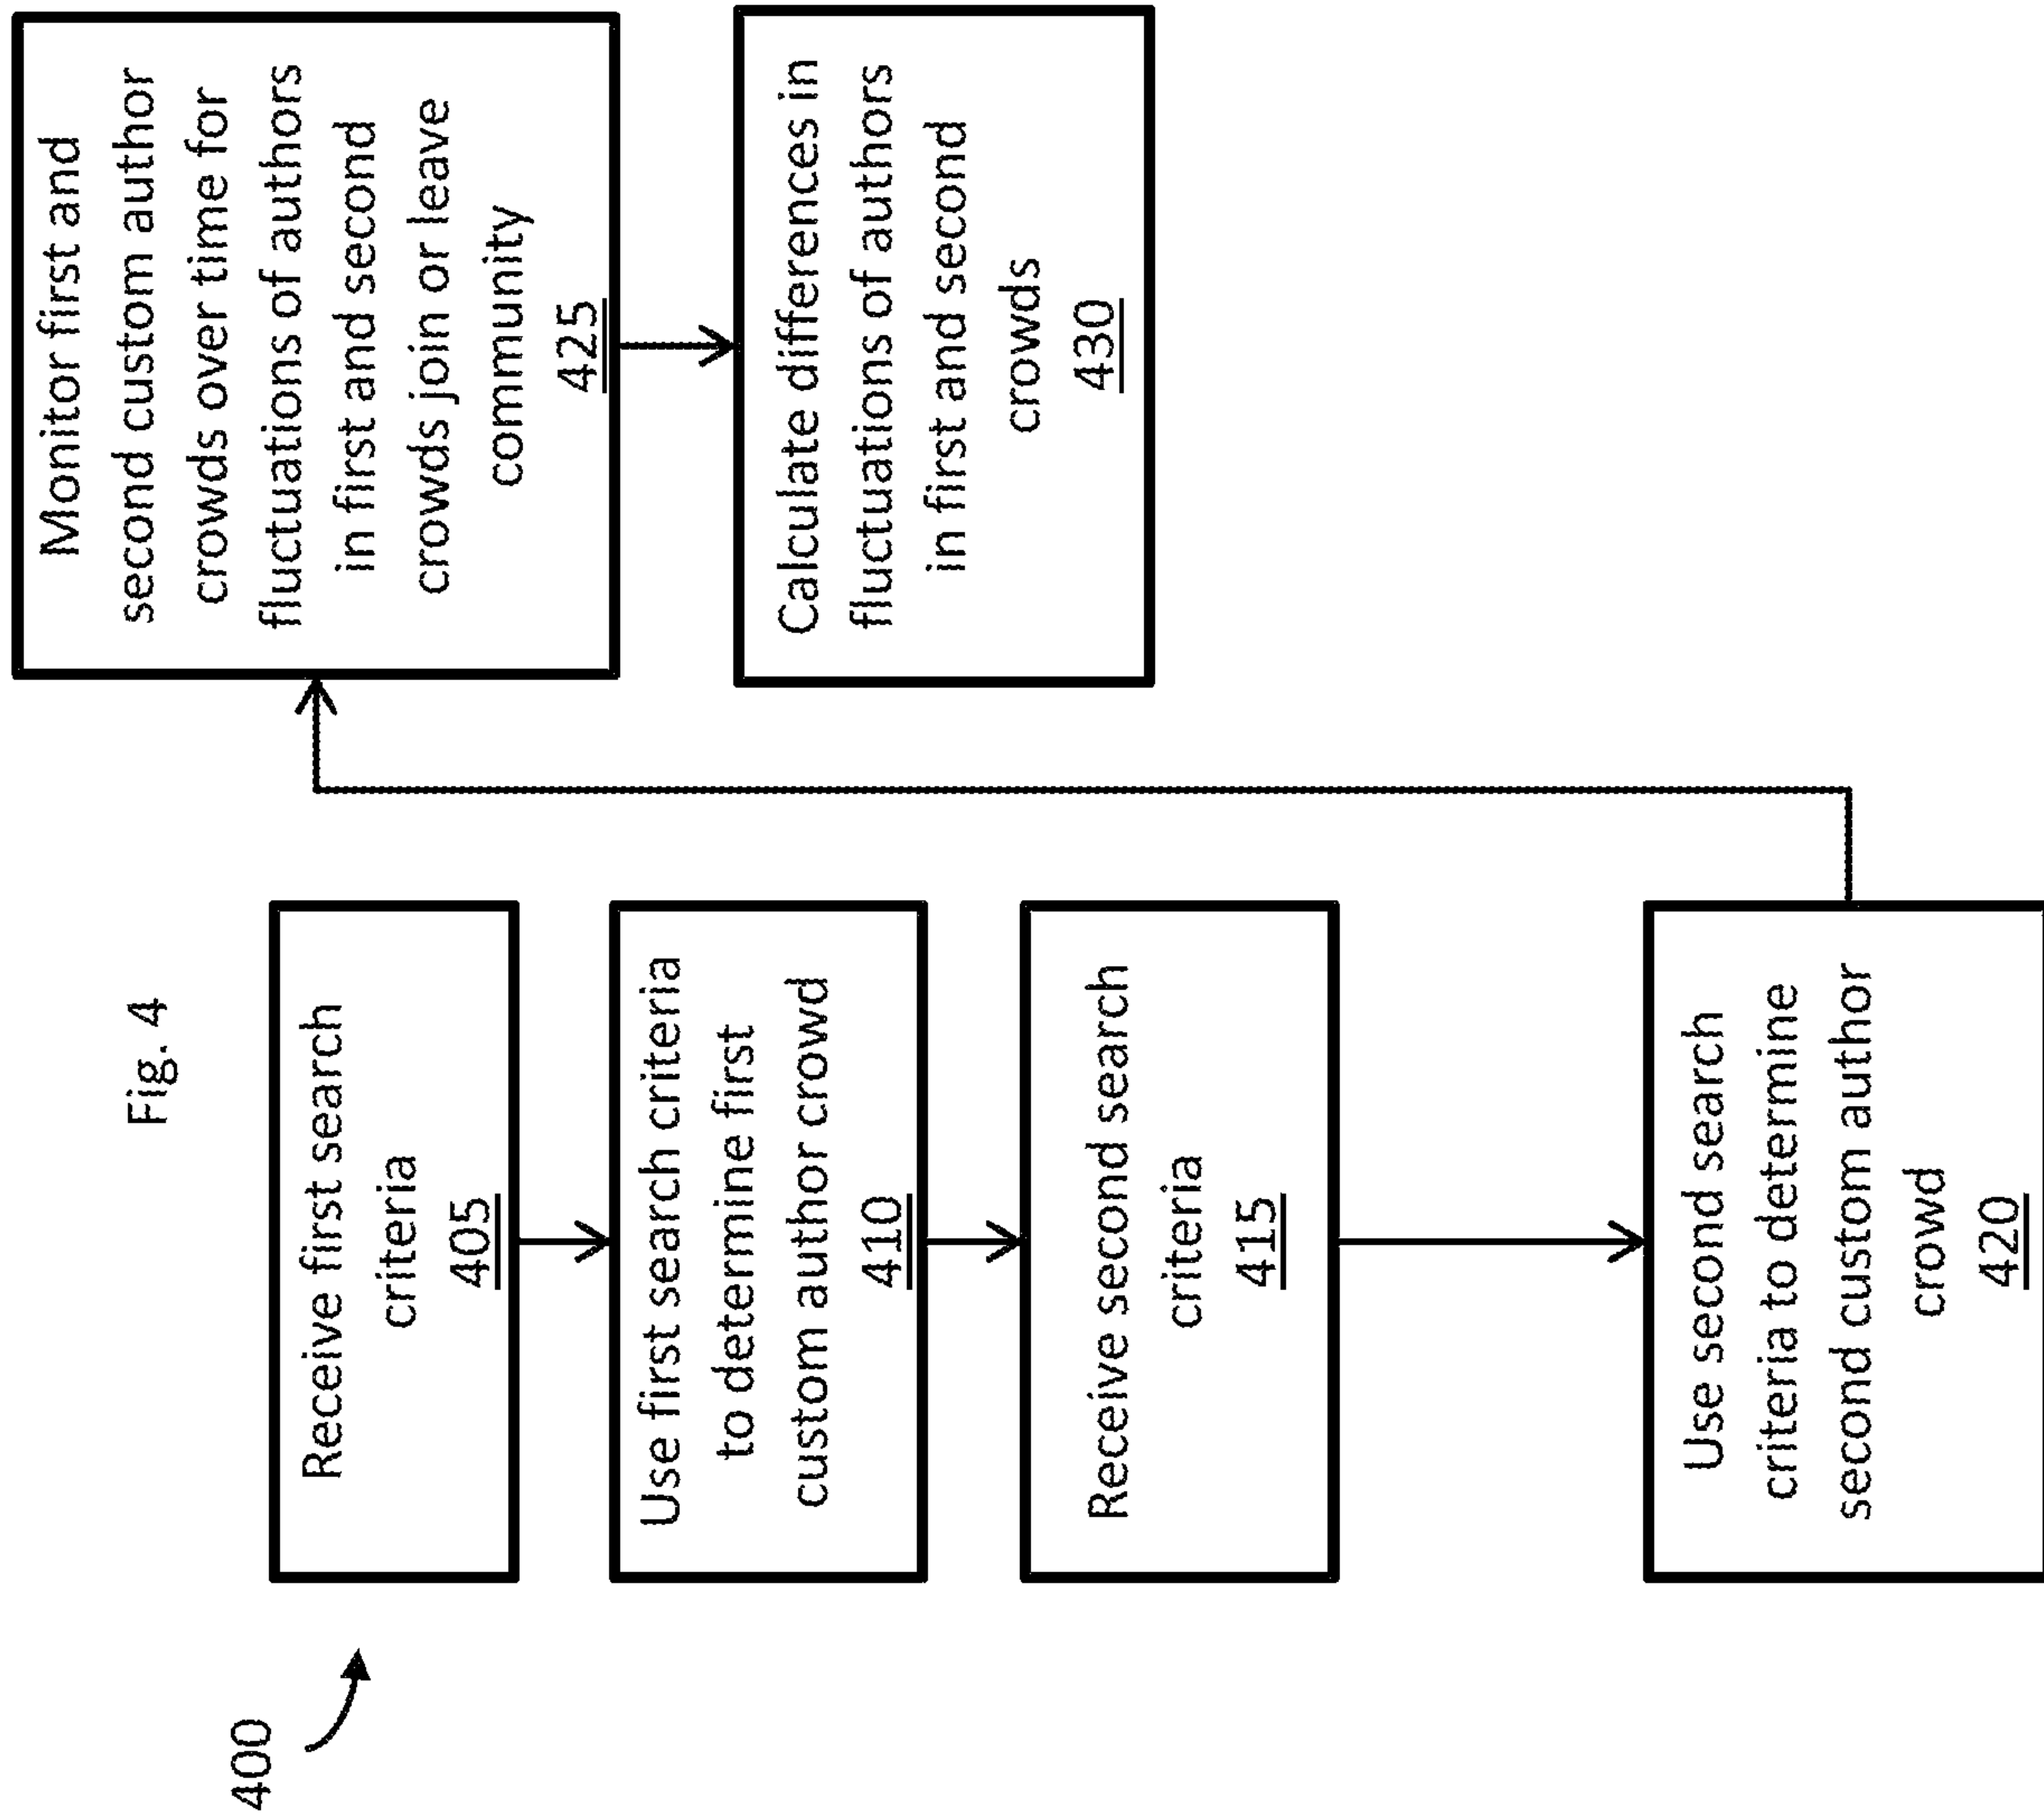 Fig. 4
400
Receive first search
criteria
405
Use first search criteria
to determine first
custom author crowd
410
Receive second search
criteria
415
Use second search
criteria to determine
second custom author
crowd
420
Monitor first and
second custom author
crowds over time for
fluctuations of authors
in first and second
crowds join or leave
community
425
Calculate differences in
fluctuations of authors
in first and second
crowds
430